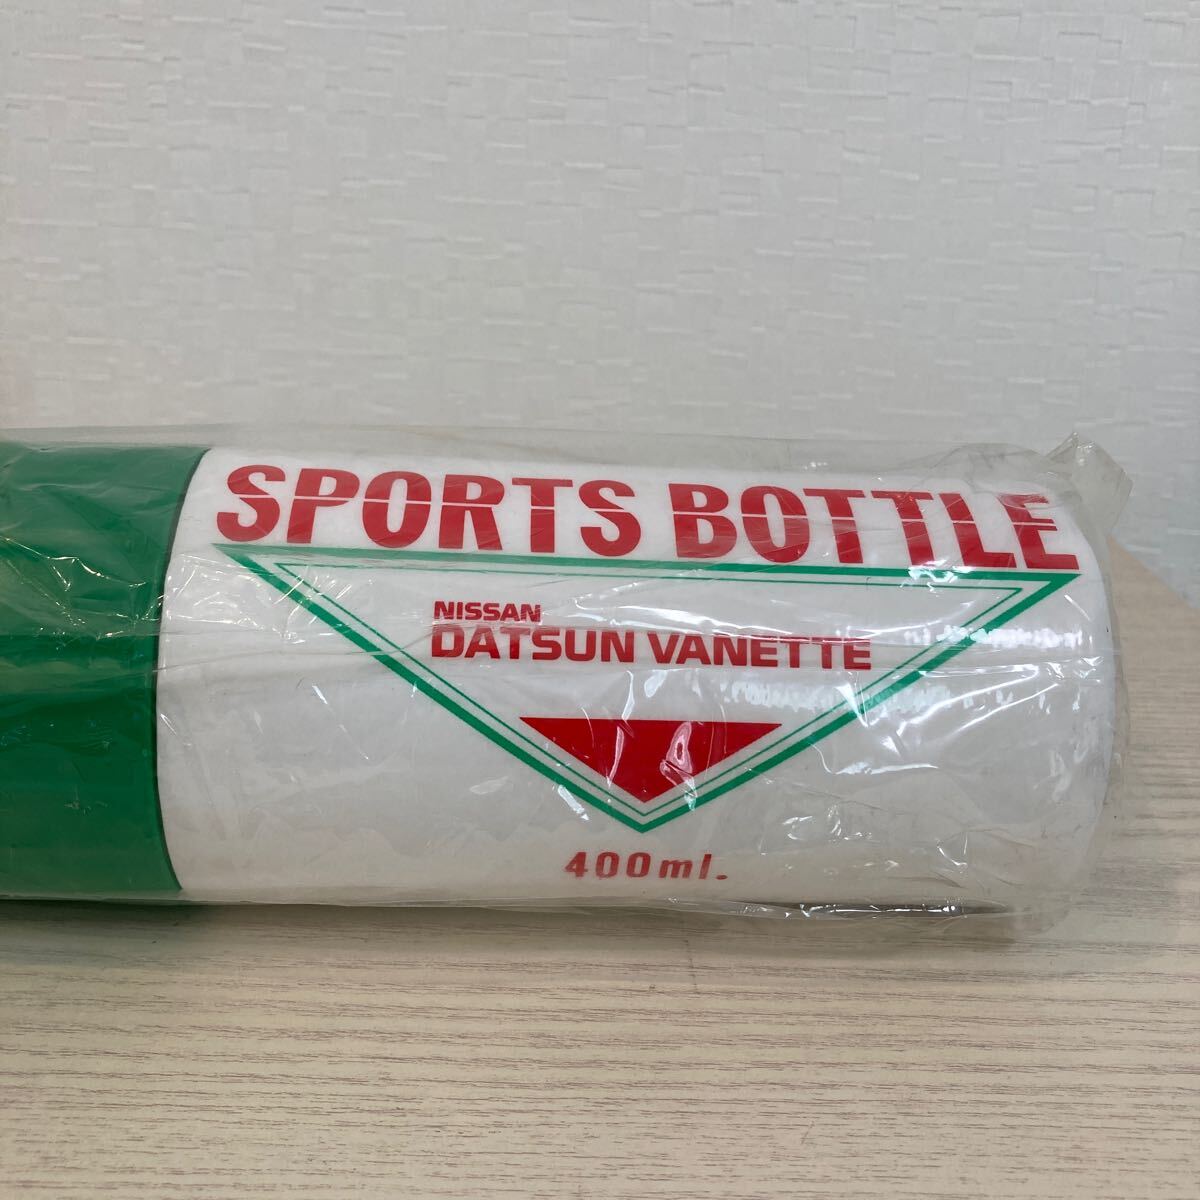 SPORTS BOTTLE
NISSAN
DATSUN VANETTE
400ml.